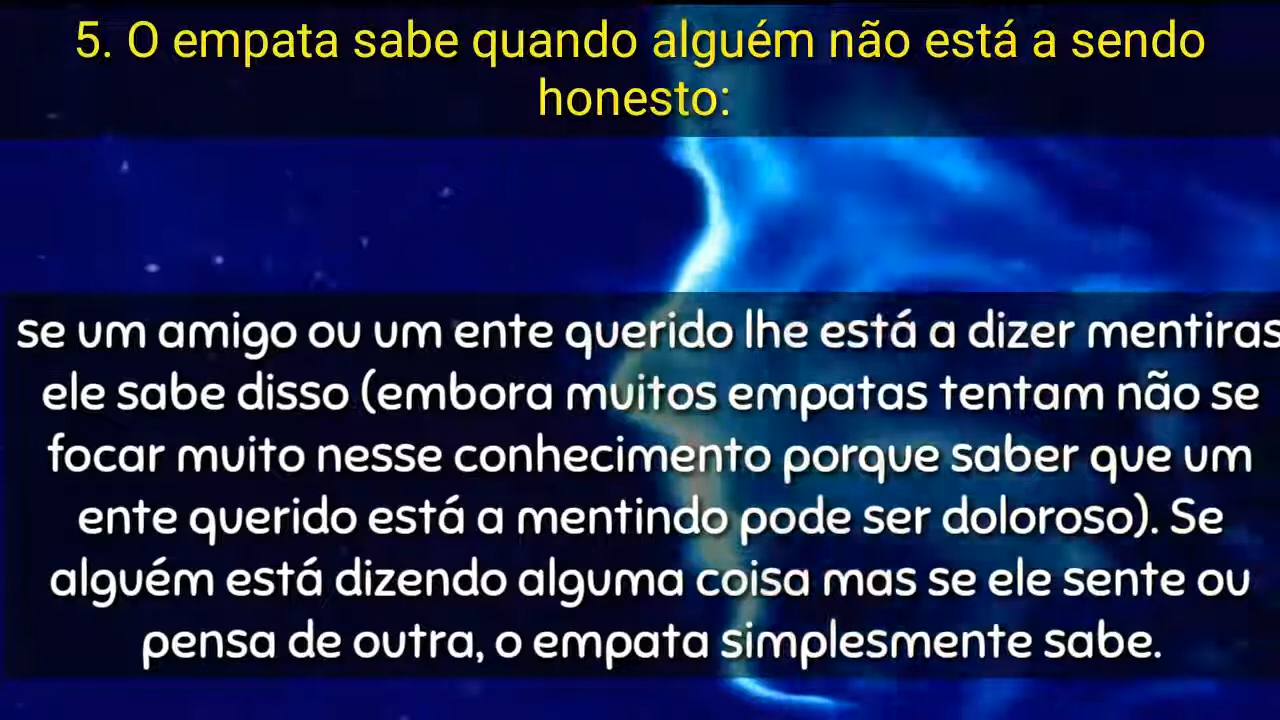 5. O empata sabe quando alguém não está a sendo
honesto:
se um amigo ou um ente querido lhe está a dizer mentiras
ele sabe disso (embora muitos empatas tentam não se
focar muito nesse conhecimento porque saber que um
ente querido está a mentindo pode ser doloroso). Se
alguém está dizendo alguma coisa mas se ele sente ou
pensa de outra, o empata simplesmente sabe.